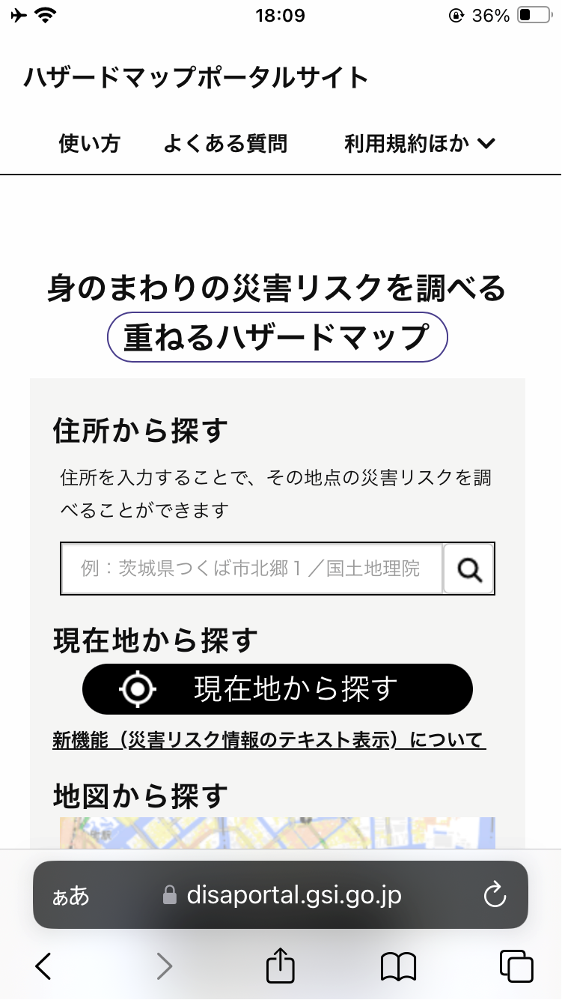 18:09
36%
ハザードマップポータルサイト
使い方 よくある質問 利用規約ほか
身のまわりの災害リスクを調べる
重ねるハザードマップ
住所から探す
住所を入力することで、その地点の災害リスクを調
べることができます
例：茨城県つくば市北郷１／国土地理院
現在地から探す
現在地から探す
新機能（災害リスク情報のテキスト表示）について
地図から探す
ぁあ disaportal.gsi.go.jp